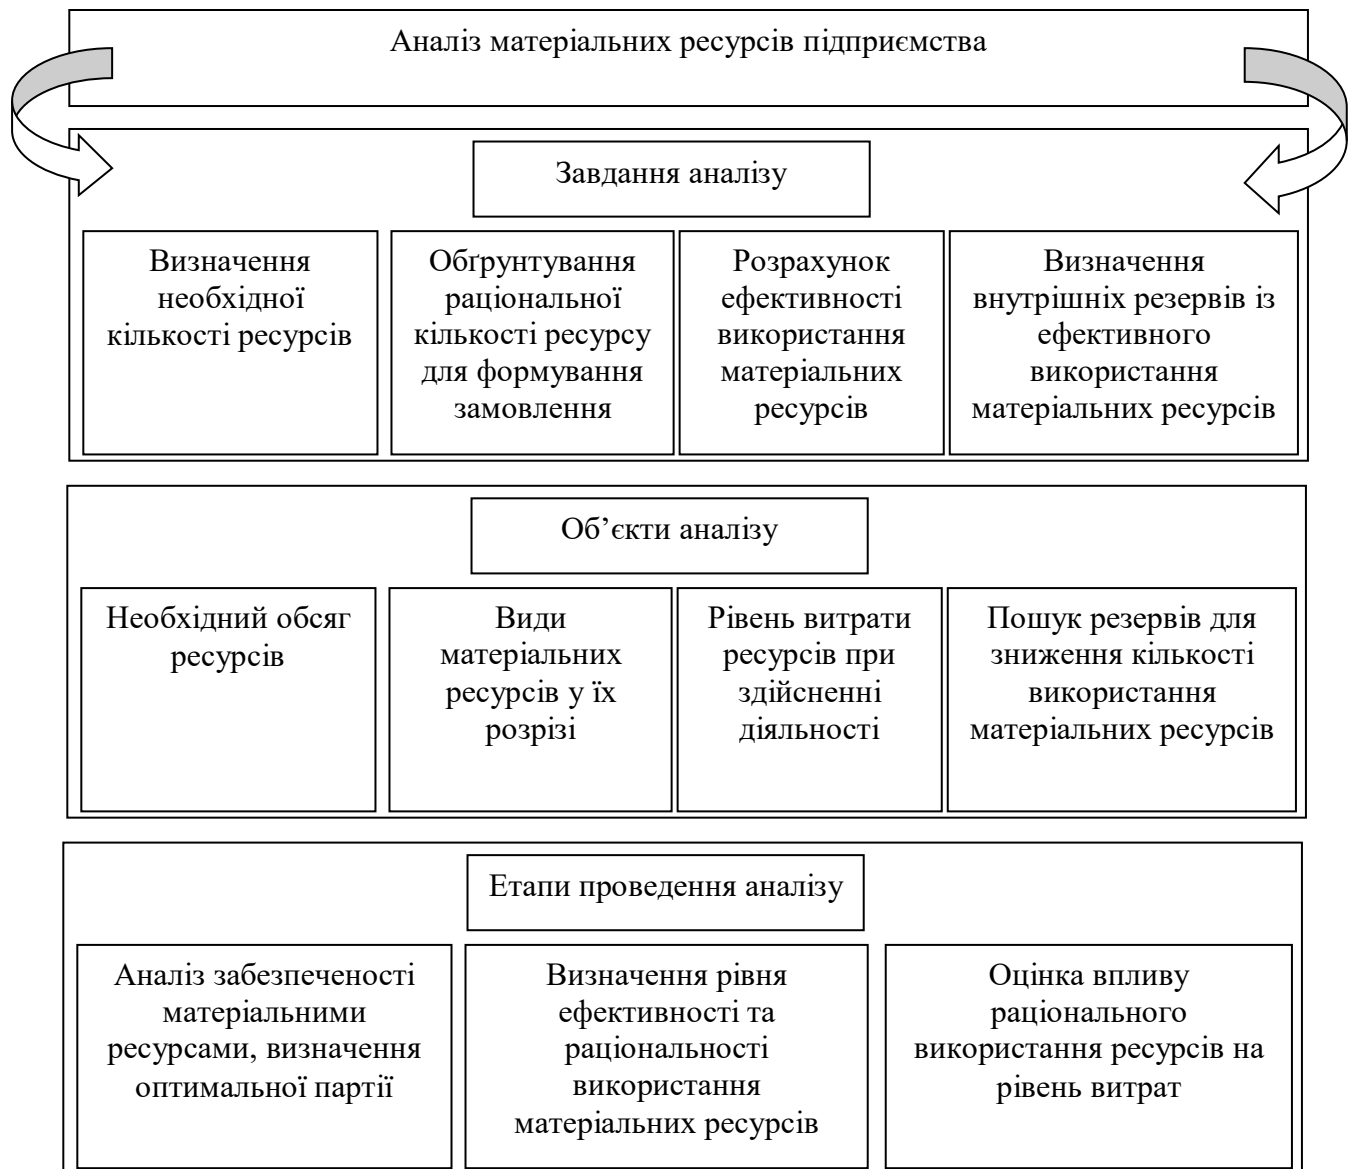 Аналіз матеріальних ресурсів підприємства
Завдання аналізу
Визначення
необхідної
кількості ресурсів
Обґрунтування
раціональної
кількості ресурсу
для формування
замовлення
Розрахунок
ефективності
використання
матеріальних
ресурсів
Визначення
внутрішніх резервів із
ефективного
використання
матеріальних ресурсів
Об’єкти аналізу
Необхідний обсяг
ресурсів
Види
матеріальних
ресурсів у їх
розрізі
Рівень витрати
ресурсів при
здійсненні
діяльності
Пошук резервів для
зниження кількості
використання
матеріальних ресурсів
Етапи проведення аналізу
Аналіз забезпеченості
матеріальними
ресурсами, визначення
оптимальної партії
Визначення рівня
ефективності та
раціональності
використання
матеріальних ресурсів
Оцінка впливу
раціонального
використання ресурсів на
рівень витрат